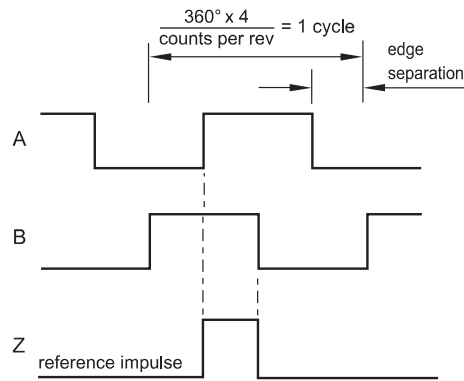 360° x 4
counts per rev
= 1 cycle
edge
separation
A
B
Z
reference impulse